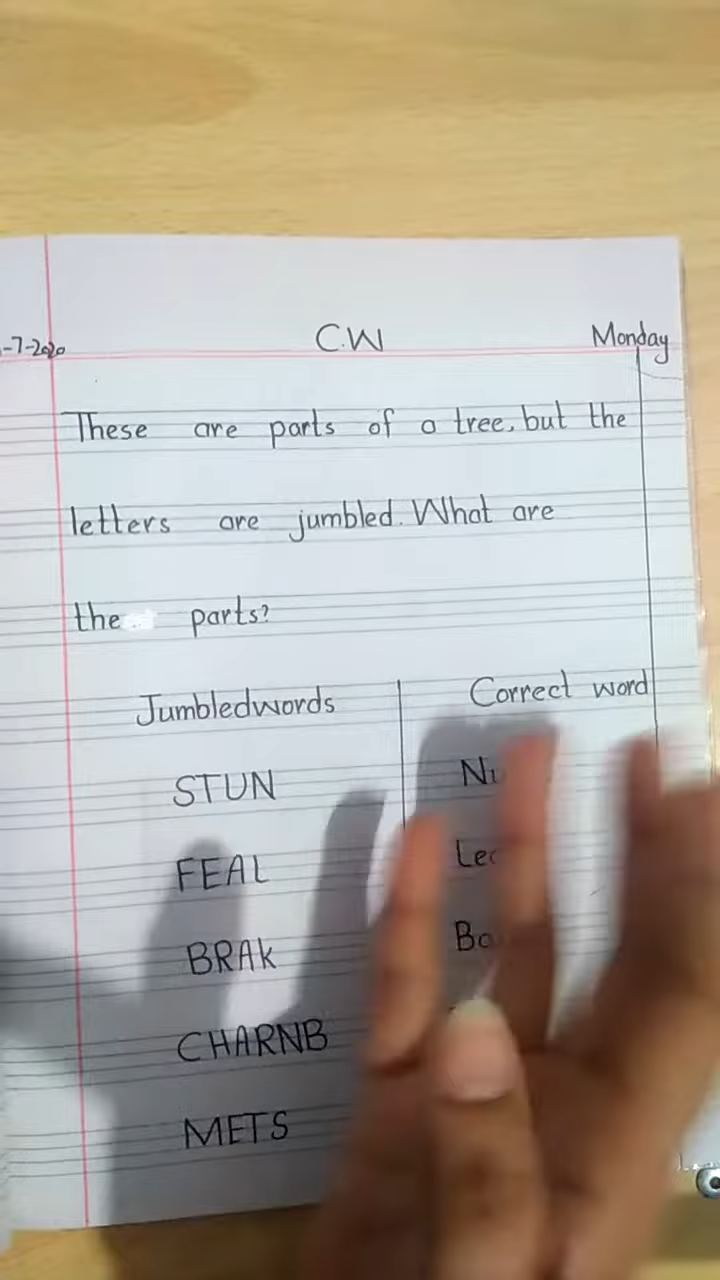 -7-2020 C.W Monday
These are parts of a tree, but the
letters are jumbled. What are
the parts?
Jumbledwords Correct word
STUN
FEAL
BRAK
CHARNB
METS